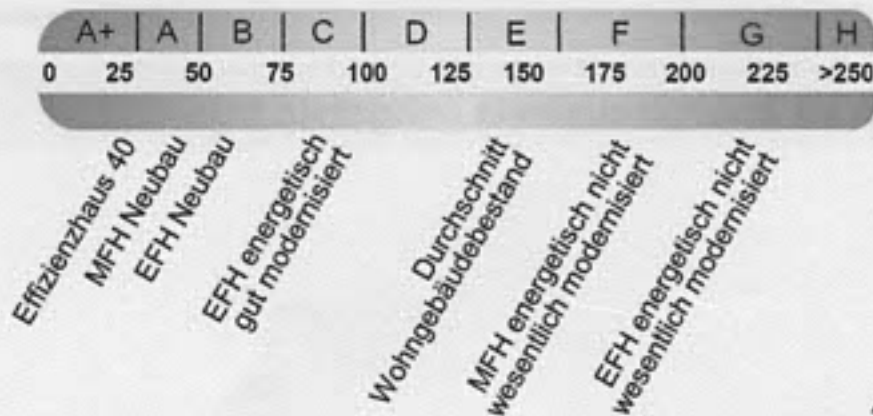 A+ A B C D E F G H
0 25 50 75 100 125 150 175 200 225 >250
Effizienzhaus 40
MFH Neubau
EFH Neubau
EFH energetisch
gut modernisiert
Durchschnitt
Wohngebäudebestand
MFH energetisch nicht
wesentlich modernisiert
EFH energetisch nicht
wesentlich modernisiert